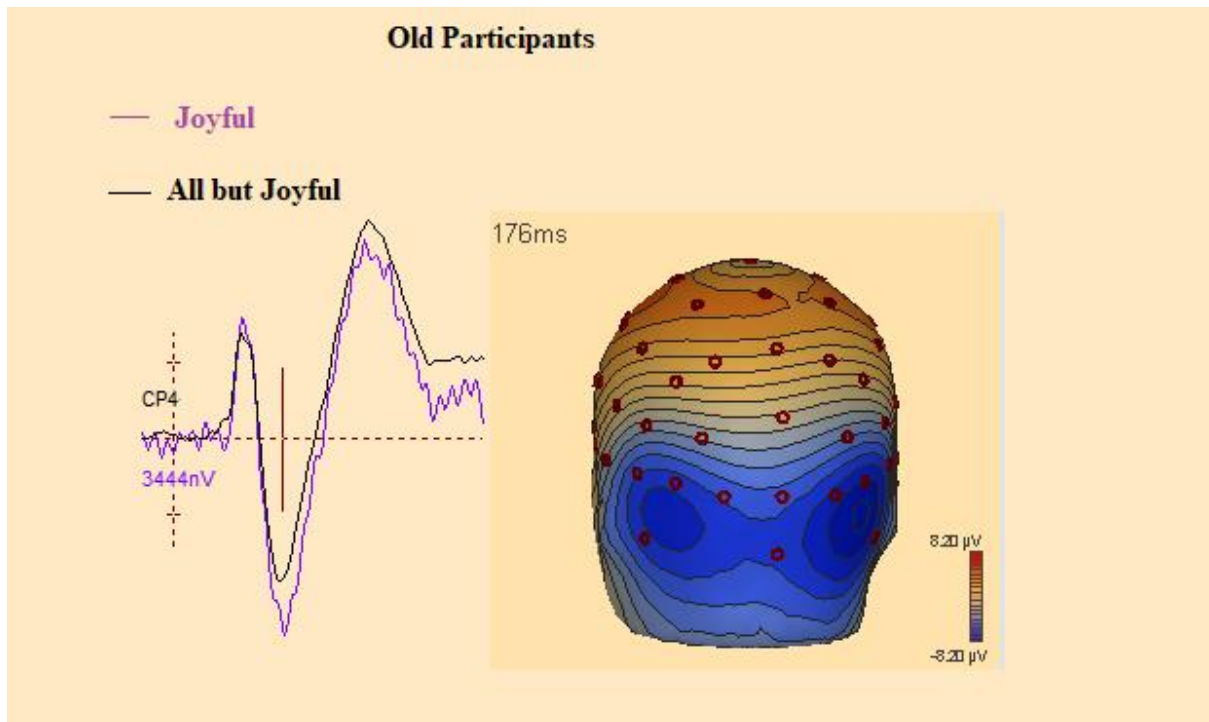 Old Participants
Joyful
All but Joyful
176ms
CP4
3444nV
8.20 µV
-8.20 µV